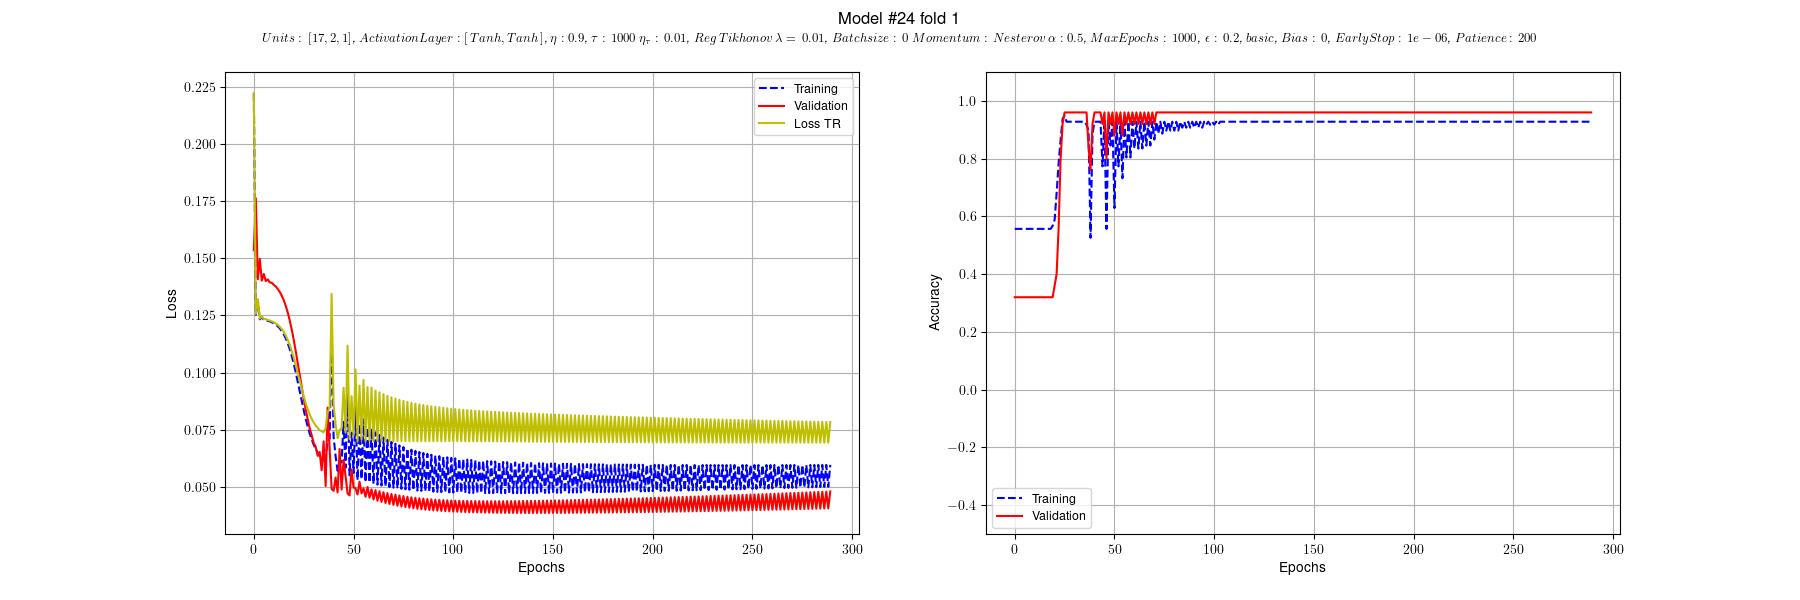 Model #24 fold 1
Units : [17, 2, 1], ActivationLayer : [Tanh, Tanh], η : 0.9, τ : 1000 ητ : 0.01, Reg Tikhonov λ = 0.01, Batchsize : 0 Momentum : Nesterov α : 0.5, MaxEpochs : 1000, ϵ : 0.2, basic, Bias : 0, EarlyStop : 1e − 06, Patience : 200
0.225
0.200
0.175
0.150
0.125
0.100
0.075
0.050
Loss
0
50
100
150
200
250
300
Epochs
Training
Validation
Loss TR
1.0
0.8
0.6
0.4
0.2
0.0
−0.2
−0.4
Accuracy
0
50
100
150
200
250
300
Epochs
Training
Validation